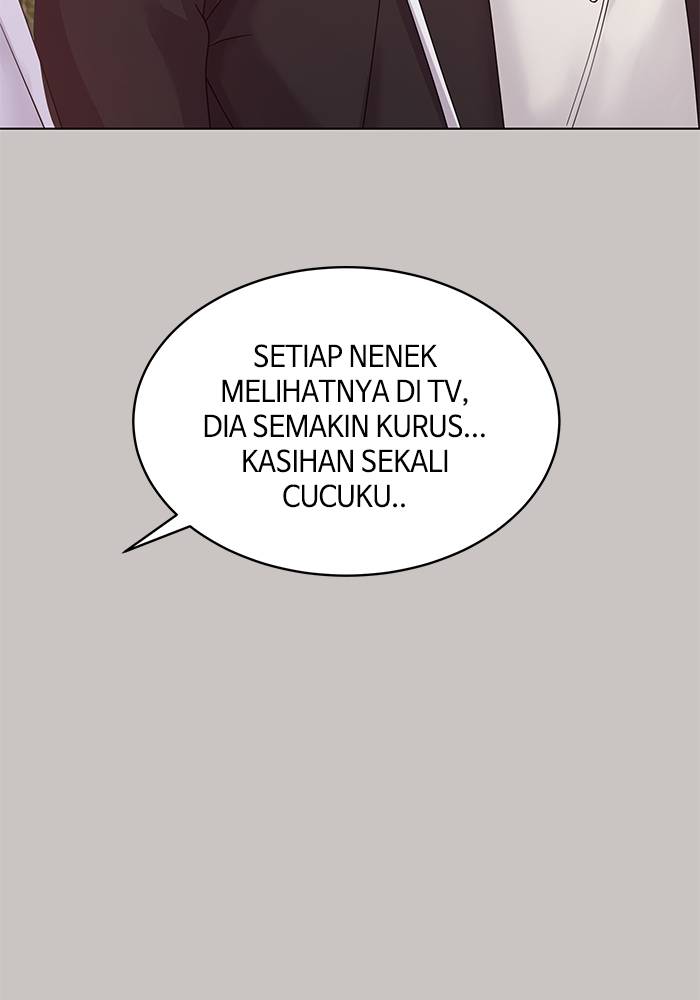 SETIAP NENEK
MELIHATNYA DI TV,
DIA SEMAKIN KURUS...
KASIHAN SEKALI
CUCUKU..